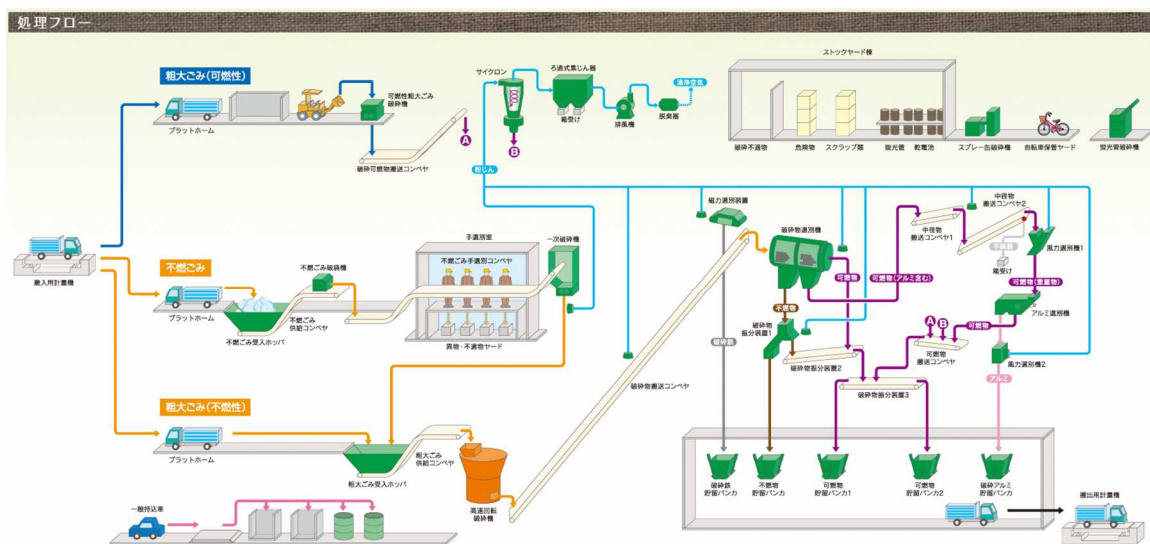 処理フロー
粗大ごみ(可燃性)
プラットホーム
可燃性粗大ごみ
破砕機
破砕可燃物搬送コンベヤ
A
サイクロン
B
ろ過式集じん器
箱受け
排風機
脱臭器
清浄空気
粉じん
ストックヤード棟
破砕不適物
危険物
スクラップ類
蛍光管
乾電池
スプレー缶破砕機
自転車保管ヤード
蛍光管破砕機
搬入用計量機
不燃ごみ
プラットホーム
不燃ごみ受入ホッパ
不燃ごみ
供給コンベヤ
不燃ごみ破袋機
手選別室
不燃ごみ手選別コンベヤ
異物・不適物ヤード
一次破砕機
粗大ごみ(不燃性)
プラットホーム
粗大ごみ受入ホッパ
粗大ごみ
供給コンベヤ
高速回転
破砕機
破砕物搬送コンベヤ
一般持込車
磁力選別装置
破砕鉄
破砕物選別機
不燃物
可燃物
可燃物(アルミ含む)
中径物
搬送コンベヤ1
中径物
搬送コンベヤ2
不織鉄
箱受け
風力選別機1
可燃物(重量物)
アルミ選別機
可燃物
A
B
可燃物
搬送コンベヤ
風力選別機2
アルミ
破砕物
振分装置1
破砕物振分装置2
破砕物振分装置3
破砕鉄
貯留バンカ
不燃物
貯留バンカ
可燃物
貯留バンカ1
可燃物
貯留バンカ2
破砕アルミ
貯留バンカ
搬出用計量機